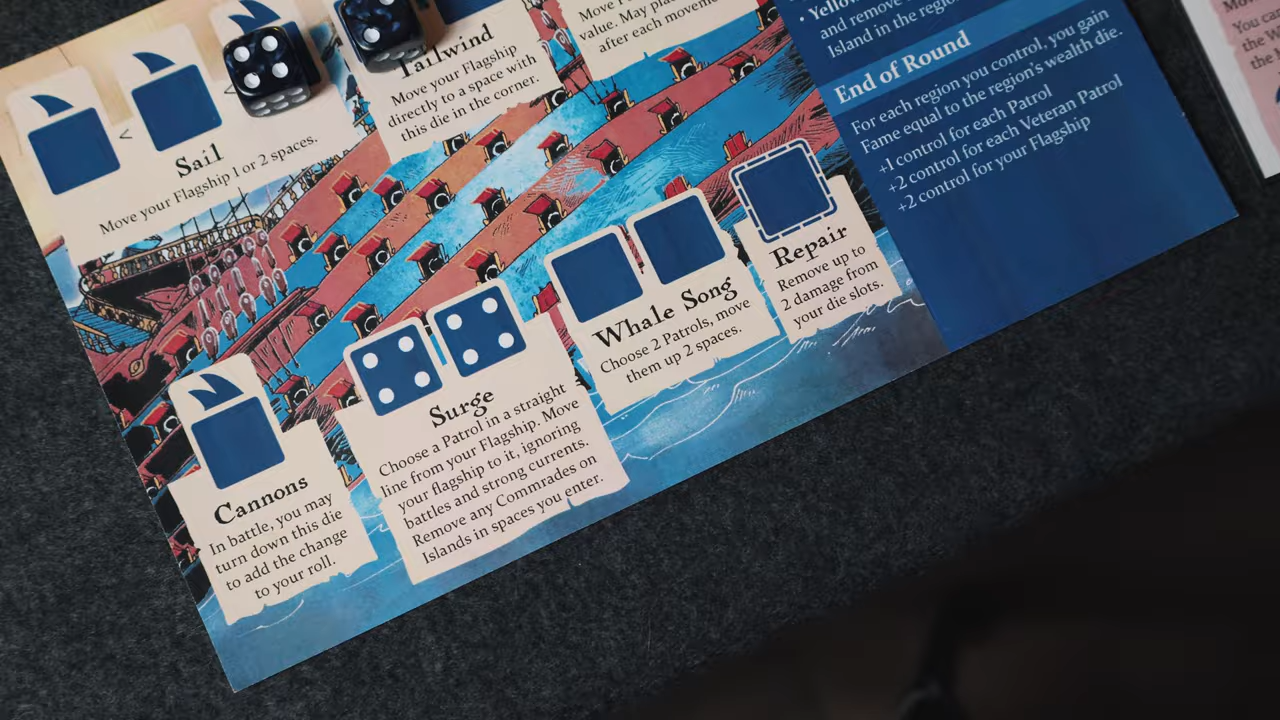 Sail
Move your Flagship 1 or 2 spaces.
<
<
Tailwind
Move your Flagship
directly to a space with
this die in the corner.
value. May
after each movement
Yellow
and remove
Island in the region
End of Round
For each region you control, you gain
Fame equal to the region's wealth die.
+1 control for each Patrol
+2 control for each Veteran Patrol
+2 control for your Flagship
You
the
Cannons
In battle, you may
turn down this die
to add the change
to your roll.
Surge
Choose a Patrol in a straight
line from your Flagship. Move
your flagship to it, ignoring
battles and strong currents.
Remove any Commrades on
Islands in spaces you enter.
Whale Song
Choose 2 Patrols, move
them up 2 spaces.
Repair
Remove up to
2 damage from
your die slots.